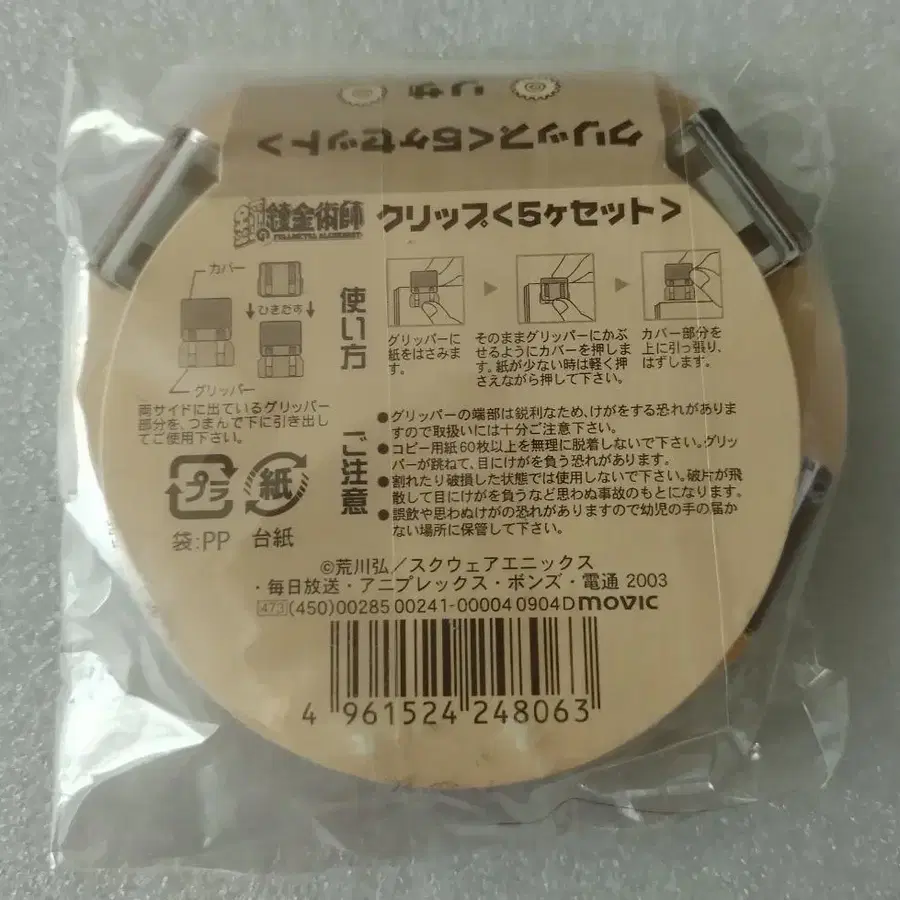 リザ
クリップ<5ヶセット>
鋼の錬金術師
FULLMETAL ALCHEMIST
クリップ<5ヶセット>
カバー
ひきだす
グリッパー
両サイドに出ているグリッパー
部分を、つまんで下に引き出し
てご使用下さい。
使い方
グリッパーに
紙をはさみま
す。
そのままグリッパーにかぶ
せるようにカバーを押しま
す。紙が少ない時は軽く押
さえながら押して下さい。
カバー部分を
上に引っ張り、
はずします。
ご注意
●グリッパーの端部は鋭利なため、けがをする恐れがありま
すので取扱いには十分ご注意下さい。
●コピー用紙60枚以上を無理に脱着しないで下さい。グリッ
パーが跳ねて、目にけがを負う恐れがあります。
●割れたり破損した状態では使用しないで下さい。破片が飛
散して目にけがを負うなど思わぬ事故のもとになります。
●誤飲や思わぬけがの恐れがありますので幼児の手の届か
ない場所に保管して下さい。
プラ
袋:PP
紙
台紙
©荒川弘/スクウェアエニックス
・毎日放送・アニプレックス・ボンズ・電通 2003
473 (450)00285 00241-00004 0904D movic
4 961524 248063